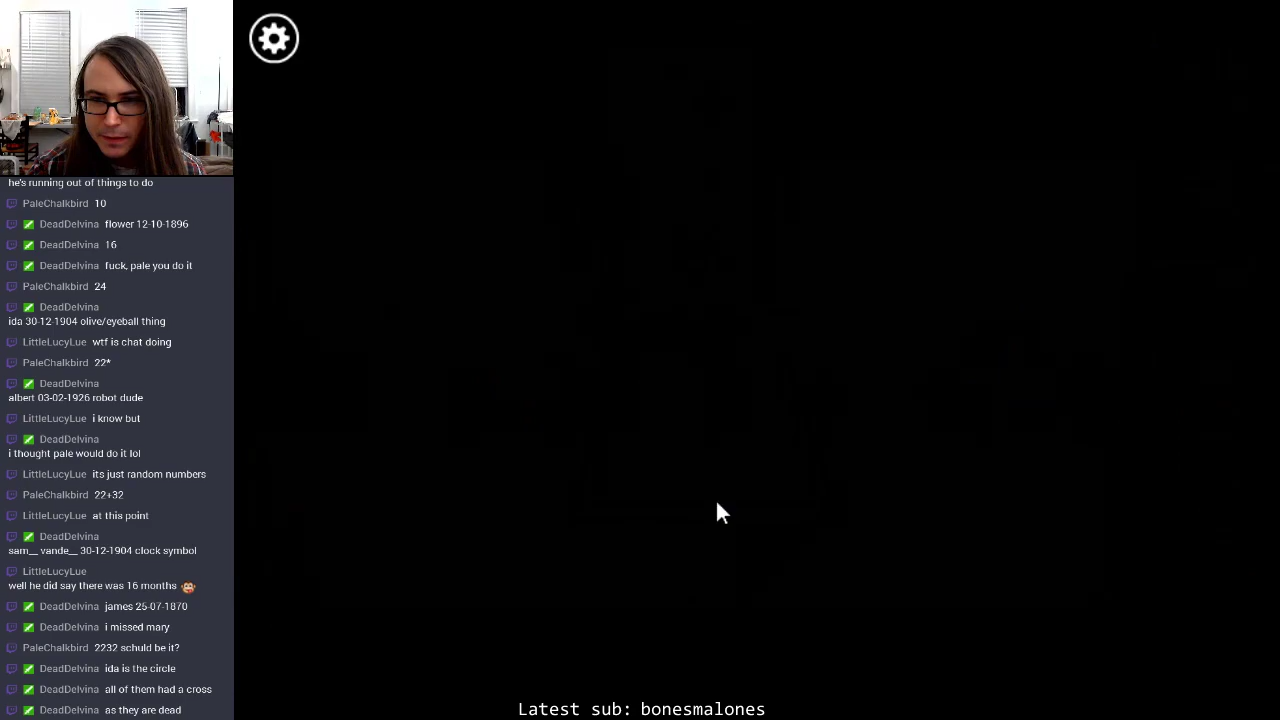 he's running out of things to do
PaleChalkbird 10
DeadDelvina flower 12-10-1896
DeadDelvina 16
DeadDelvina fuck, pale you do it
PaleChalkbird 24
DeadDelvina
ida 30-12-1904 olive/eyeball thing
LittleLucyLue wtf is chat doing
PaleChalkbird 22*
DeadDelvina
albert 03-02-1926 robot dude
LittleLucyLue i know but
DeadDelvina
i thought pale would do it lol
LittleLucyLue its just random numbers
PaleChalkbird 22+32
LittleLucyLue at this point
DeadDelvina
sam__ vande__ 30-12-1904 clock symbol
LittleLucyLue
well he did say there was 16 months
DeadDelvina james 25-07-1870
DeadDelvina i missed mary
PaleChalkbird 2232 schuld be it?
DeadDelvina ida is the circle
DeadDelvina all of them had a cross
DeadDelvina as they are dead
Latest sub: bonesmalones